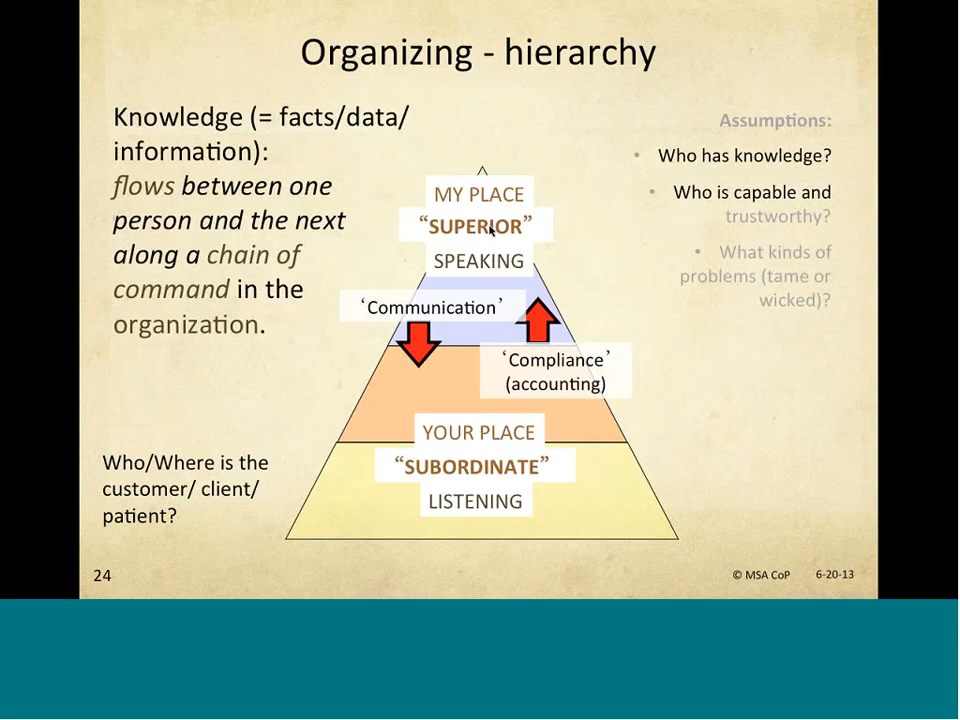 Organizing - hierarchy
Knowledge (= facts/data/
information):
flows between one
person and the next
along a chain of
command in the
organization.
Assumptions:
• Who has knowledge?
• Who is capable and
trustworthy?
• What kinds of
problems (tame or
wicked)?
MY PLACE
“SUPERIOR”
SPEAKING
‘Communication’
‘Compliance’
(accounting)
YOUR PLACE
“SUBORDINATE”
LISTENING
Who/Where is the
customer/ client/
patient?
24
© MSA CoP 6-20-13